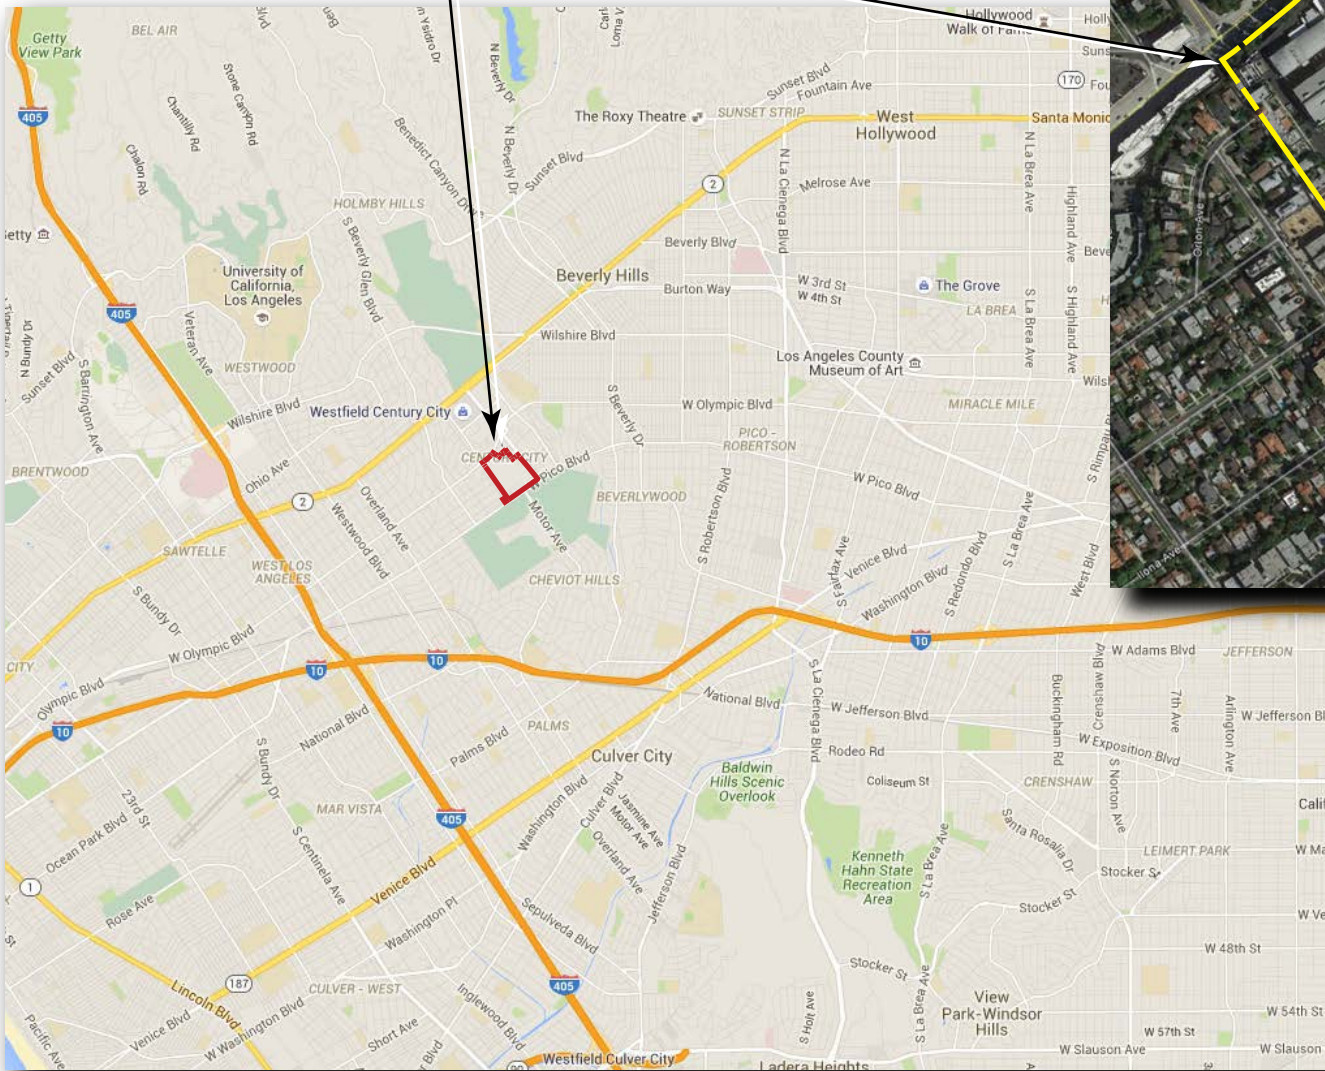 Getty
View Park
BEL AIR
Stone Canyon Rd
Chantilly Rd
Chalon Rd
Benedict Canyon Dr
N Beverly Dr
N Beverly Dr
Hollywood
Walk of Fame
Sunset Blvd
Fountain Ave
170
The Roxy Theatre
SUNSET STRIP
West
Hollywood
405
Sunset Blvd
N La Cienega Blvd
N La Brea Ave
Highland Ave
2
Melrose Ave
HOLMBY HILLS
S Beverly Glen Blvd
Beverly Blvd
University of
California,
Los Angeles
Beverly Hills
Burton Way
W 3rd St
W 4th St
The Grove
LA BREA
S La Brea Ave
S Highland Ave
405
N Bundy Dr
Sunset Blvd
S Barrington Ave
Veteran Ave
WESTWOOD
Wilshire Blvd
Los Angeles County
Museum of Art
Wilshire Blvd
Westfield Century City
S Beverly Dr
W Olympic Blvd
MIRACLE MILE
PICO -
ROBERTSON
BRENTWOOD
Ohio Ave
W Pico Blvd
BEVERLYWOOD
S Robertson Blvd
W Pico Blvd
2
Overland Ave
Westwood Blvd
Motor Ave
S La Brea Ave
SAWTELLE
WEST LOS
ANGELES
CHEVIOT HILLS
S Fairfax Ave
Venice Blvd
Washington Blvd
S Redondo Blvd
West Blvd
Orion Ave
Ilona Ave
S Bundy Dr
W Olympic Blvd
CITY
Olympic Blvd
10
10
10
10
W Adams Blvd
JEFFERSON
National Blvd
S La Cienega Blvd
W Jefferson Blvd
Buckingham Rd
Crenshaw Blvd
7th Ave
Arlington Ave
W Exposition Blvd
National Blvd
S Bundy Dr
Palms Blvd
PALMS
Culver City
Rodeo Rd
Baldwin
Hills Scenic
Overlook
Coliseum St
CRENSHAW
S Norton Ave
23rd St
Ocean Park Blvd
MAR VISTA
405
Washington Blvd
Culver Blvd
Jasmine Ave
Motor Ave
Overland Ave
Santa Rosalia Dr
LEIMERT PARK
S Centinela Ave
Venice Blvd
Jefferson Blvd
Kenneth
Hahn State
Recreation
Area
S La Brea Ave
Stocker St
1
Rose Ave
Washington Pl
Sepulveda Blvd
Stocker St
W 48th St
187
Lincoln Blvd
CULVER - WEST
405
Inglewood Blvd
Stocker St
S La Brea Ave
S Holt Ave
View
Park-Windsor
Hills
W 54th St
Pacific Ave
Venice Blvd
W Washington Blvd
Short Ave
W 57th St
Westfield Culver City
W Slauson Ave
W Slauson
Ladera Heights